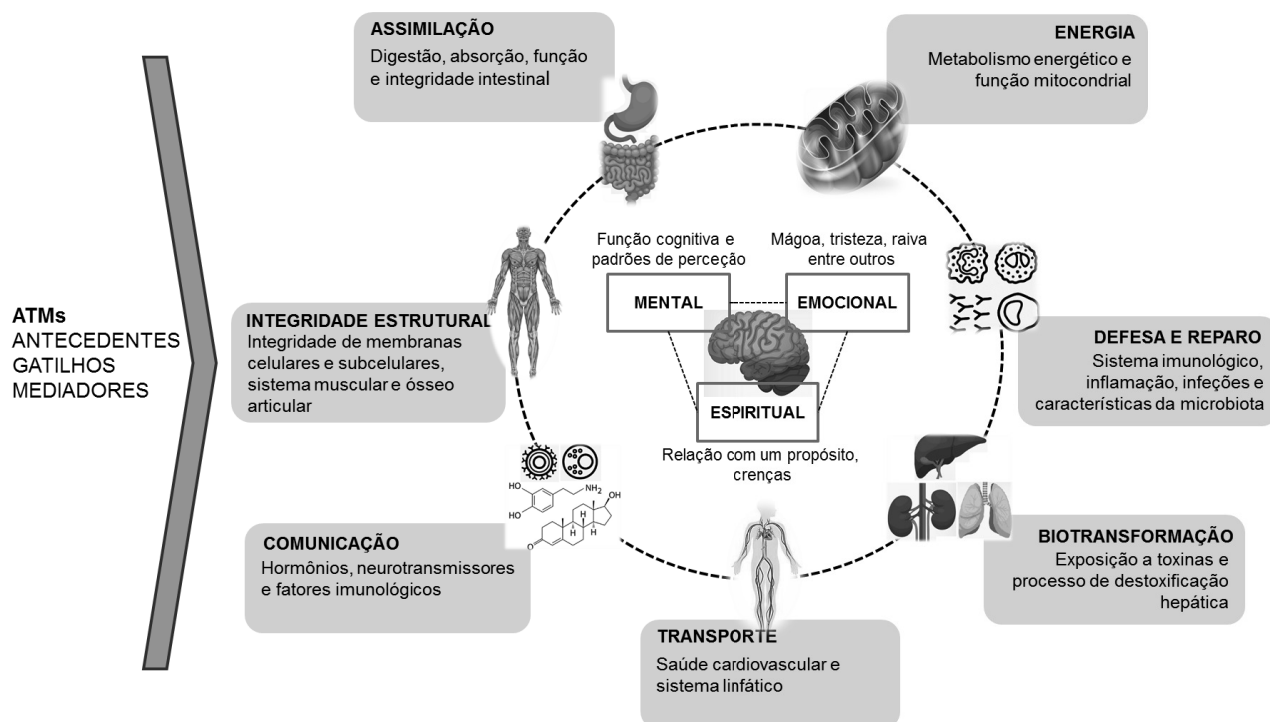 ASSIMILAÇÃO
Digestão, absorção, função
e integridade intestinal
ENERGIA
Metabolismo energético e
função mitocondrial
ATMs
ANTECEDENTES
GATILHOS
MEDIADORES
Função cognitiva e
padrões de perceção
MENTAL
Mágoa, tristeza, raiva
entre outros
EMOCIONAL
ESPIRITUAL
Relação com um propósito,
crenças
INTEGRIDADE ESTRUTURAL
Integridade de membranas
celulares e subcelulares,
sistema muscular e ósseo
articular
DEFESA E REPARO
Sistema imunológico,
inflamação, infeções e
características da microbiota
COMUNICAÇÃO
Hormônios, neurotransmissores
e fatores imunológicos
HO
NH2
HO
OH
H
H
H
O
BIOTRANSFORMAÇÃO
Exposição a toxinas e
processo de destoxificação
hepática
TRANSPORTE
Saúde cardiovascular e
sistema linfático